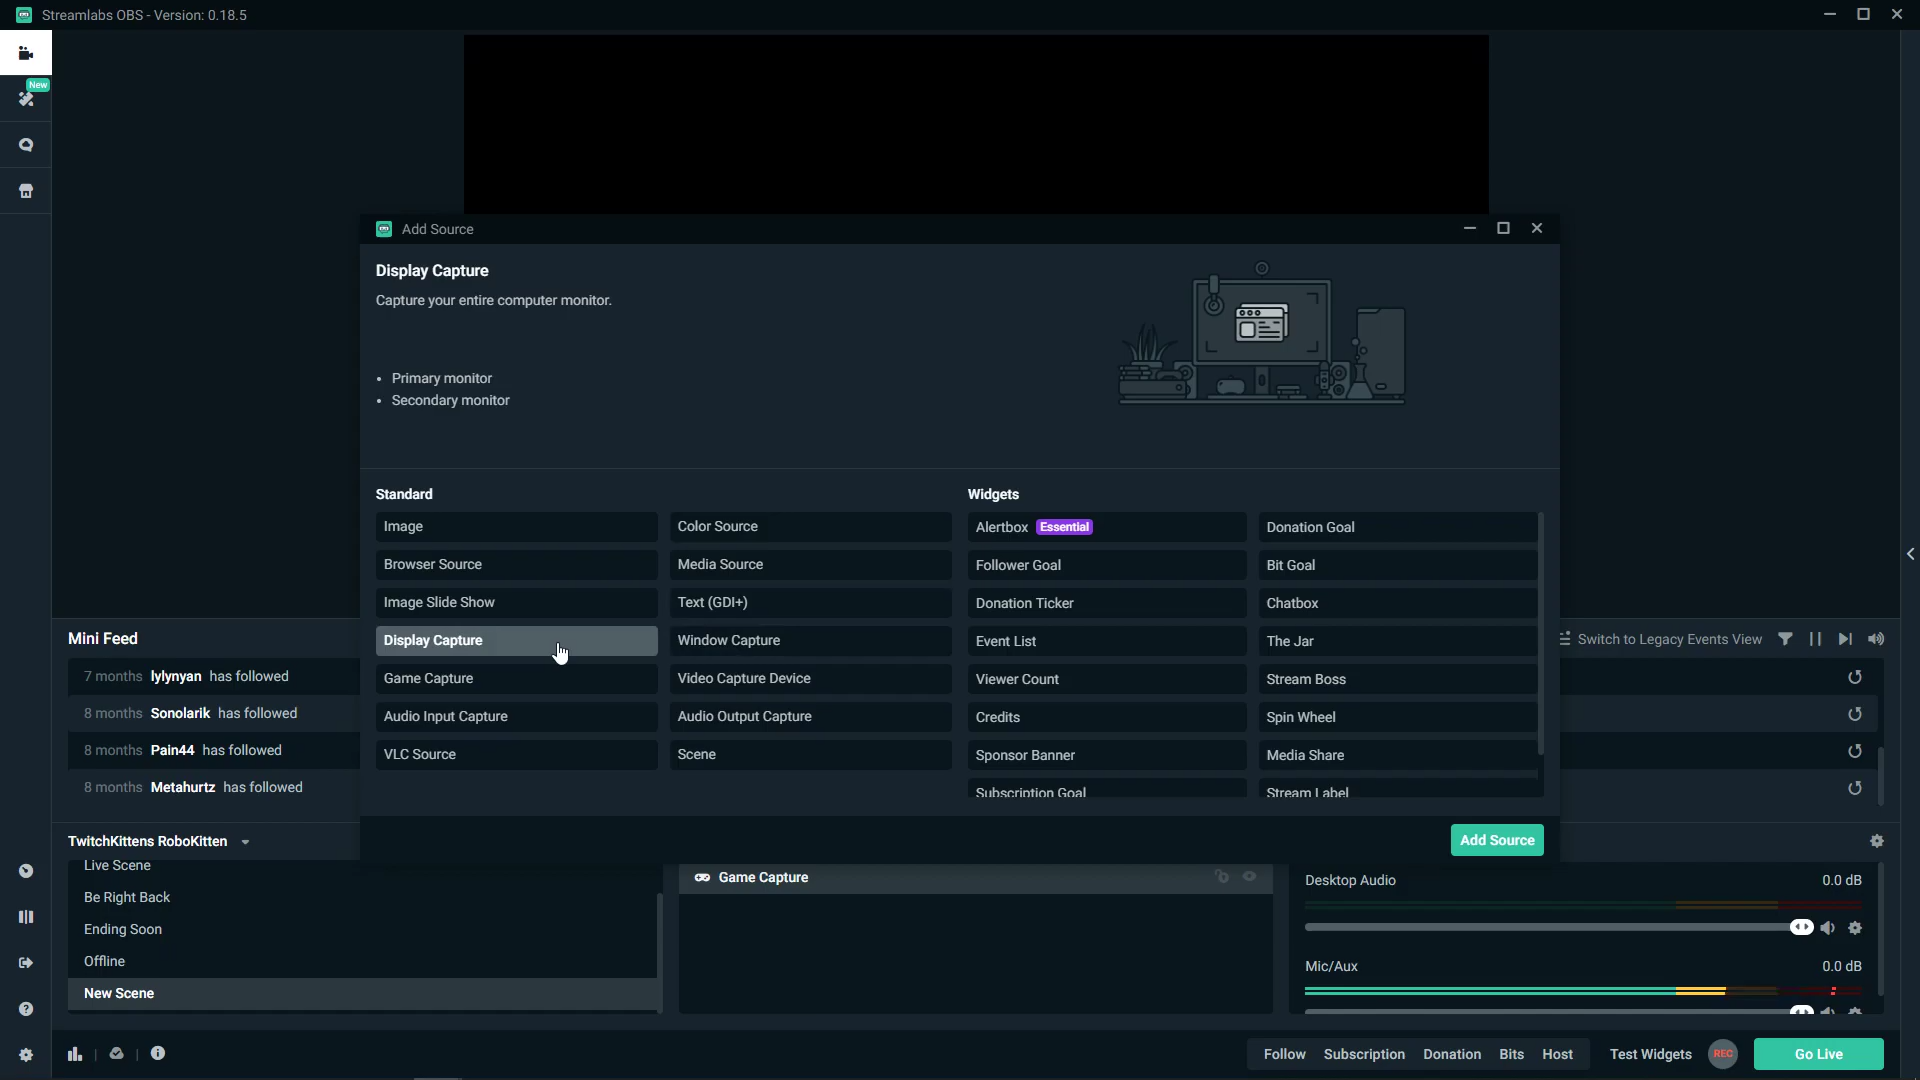 Streamlabs OBS - Version: 0.18.5
New
Add Source
Display Capture
Capture your entire computer monitor.
• Primary monitor
• Secondary monitor
Standard
Widgets
Image
Color Source
Alertbox Essential
Donation Goal
Browser Source
Media Source
Follower Goal
Bit Goal
Image Slide Show
Text (GDI+)
Donation Ticker
Chatbox
Display Capture
Window Capture
Event List
The Jar
Game Capture
Video Capture Device
Viewer Count
Stream Boss
Audio Input Capture
Audio Output Capture
Credits
Spin Wheel
VLC Source
Scene
Sponsor Banner
Media Share
Subscription Goal
Stream Label
Add Source
Mini Feed
Switch to Legacy Events View
7 months lylynyan has followed
8 months Sonolarik has followed
8 months Pain44 has followed
8 months Metahurtz has followed
TwitchKittens RoboKitten
Live Scene
Be Right Back
Ending Soon
Offline
New Scene
Game Capture
Desktop Audio 0.0 dB
Mic/Aux 0.0 dB
Follow Subscription Donation Bits Host Test Widgets REC Go Live